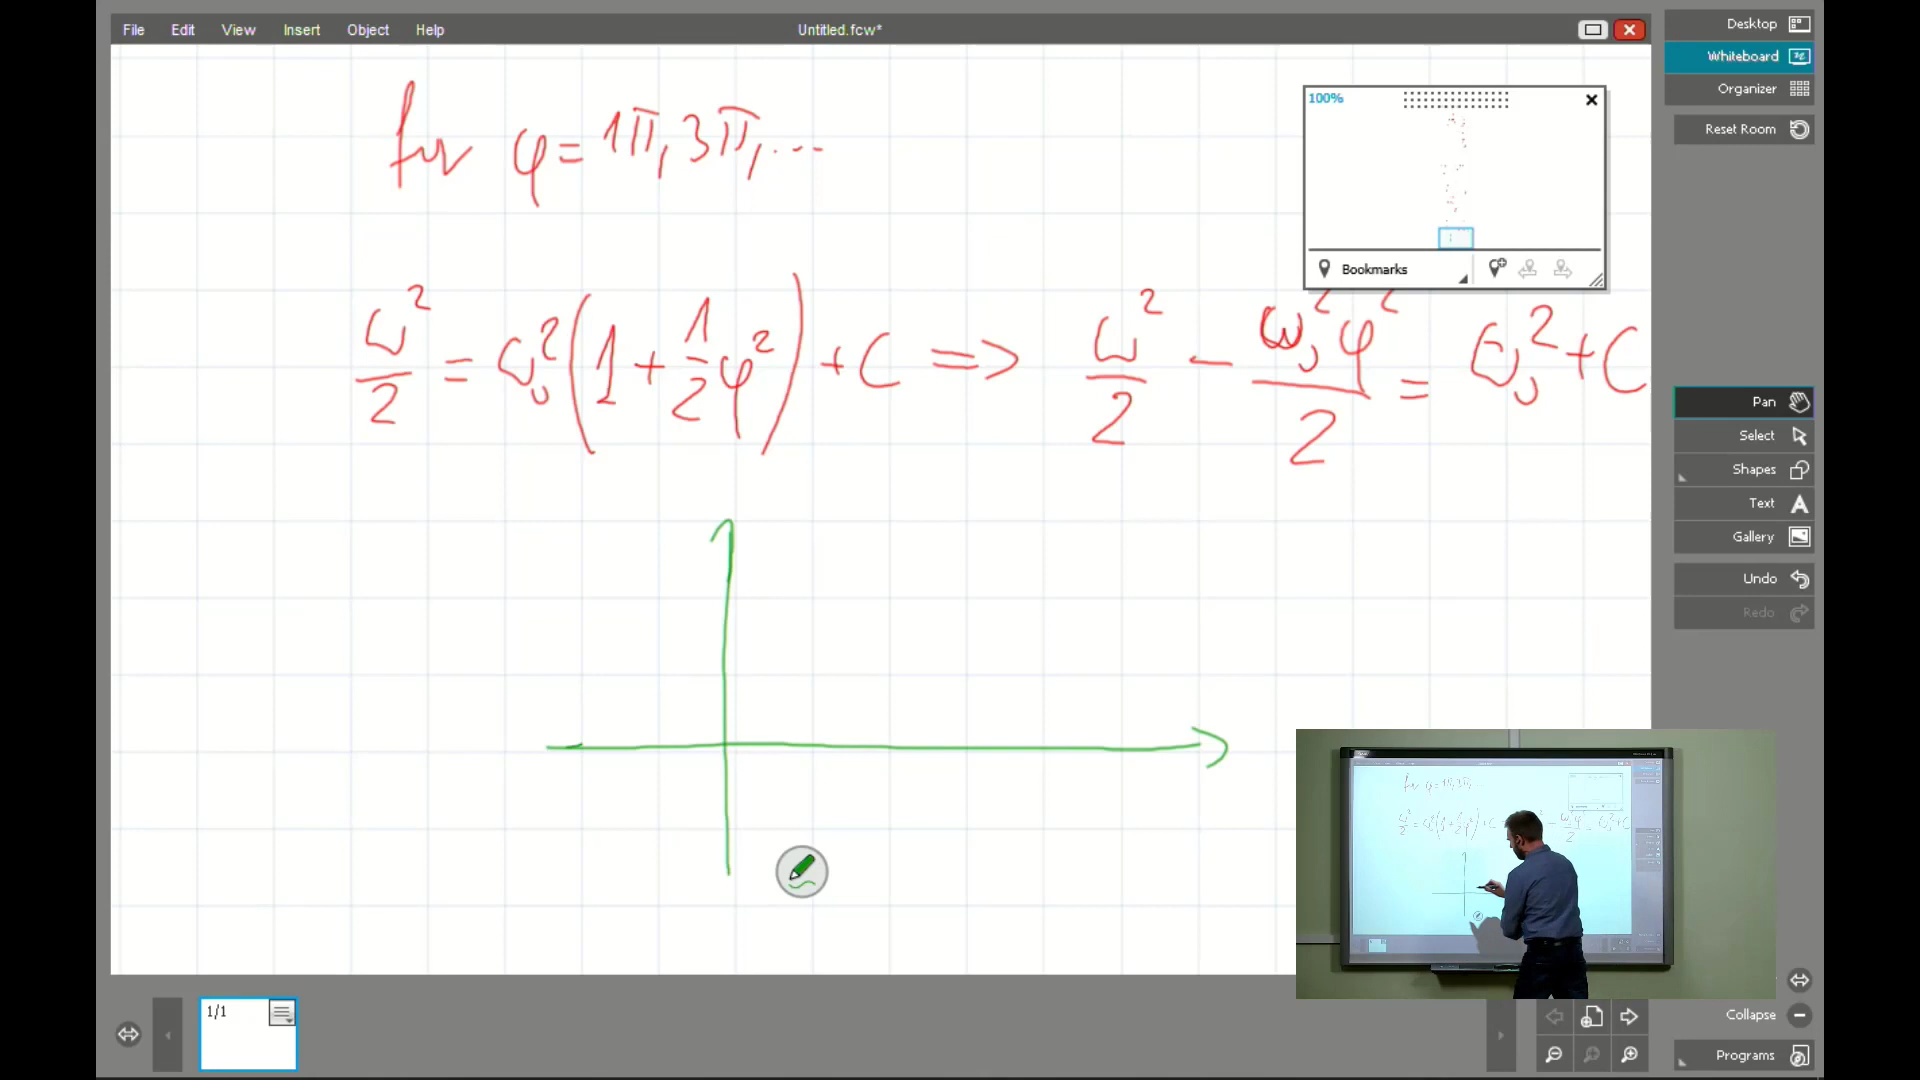 File Edit View Insert Object Help Untitled.fcw*
for φ = 1π, 3π, ...
ω²/2 = ω₀²(1 + 1/2 φ²) + C => ω²/2 - ω₀²φ²/2 = ω₀² + C
100%
Bookmarks
Desktop
Whiteboard
Organizer
Reset Room
Pan
Select
Shapes
Text
Gallery
Undo
Redo
1/1
Collapse
Programs